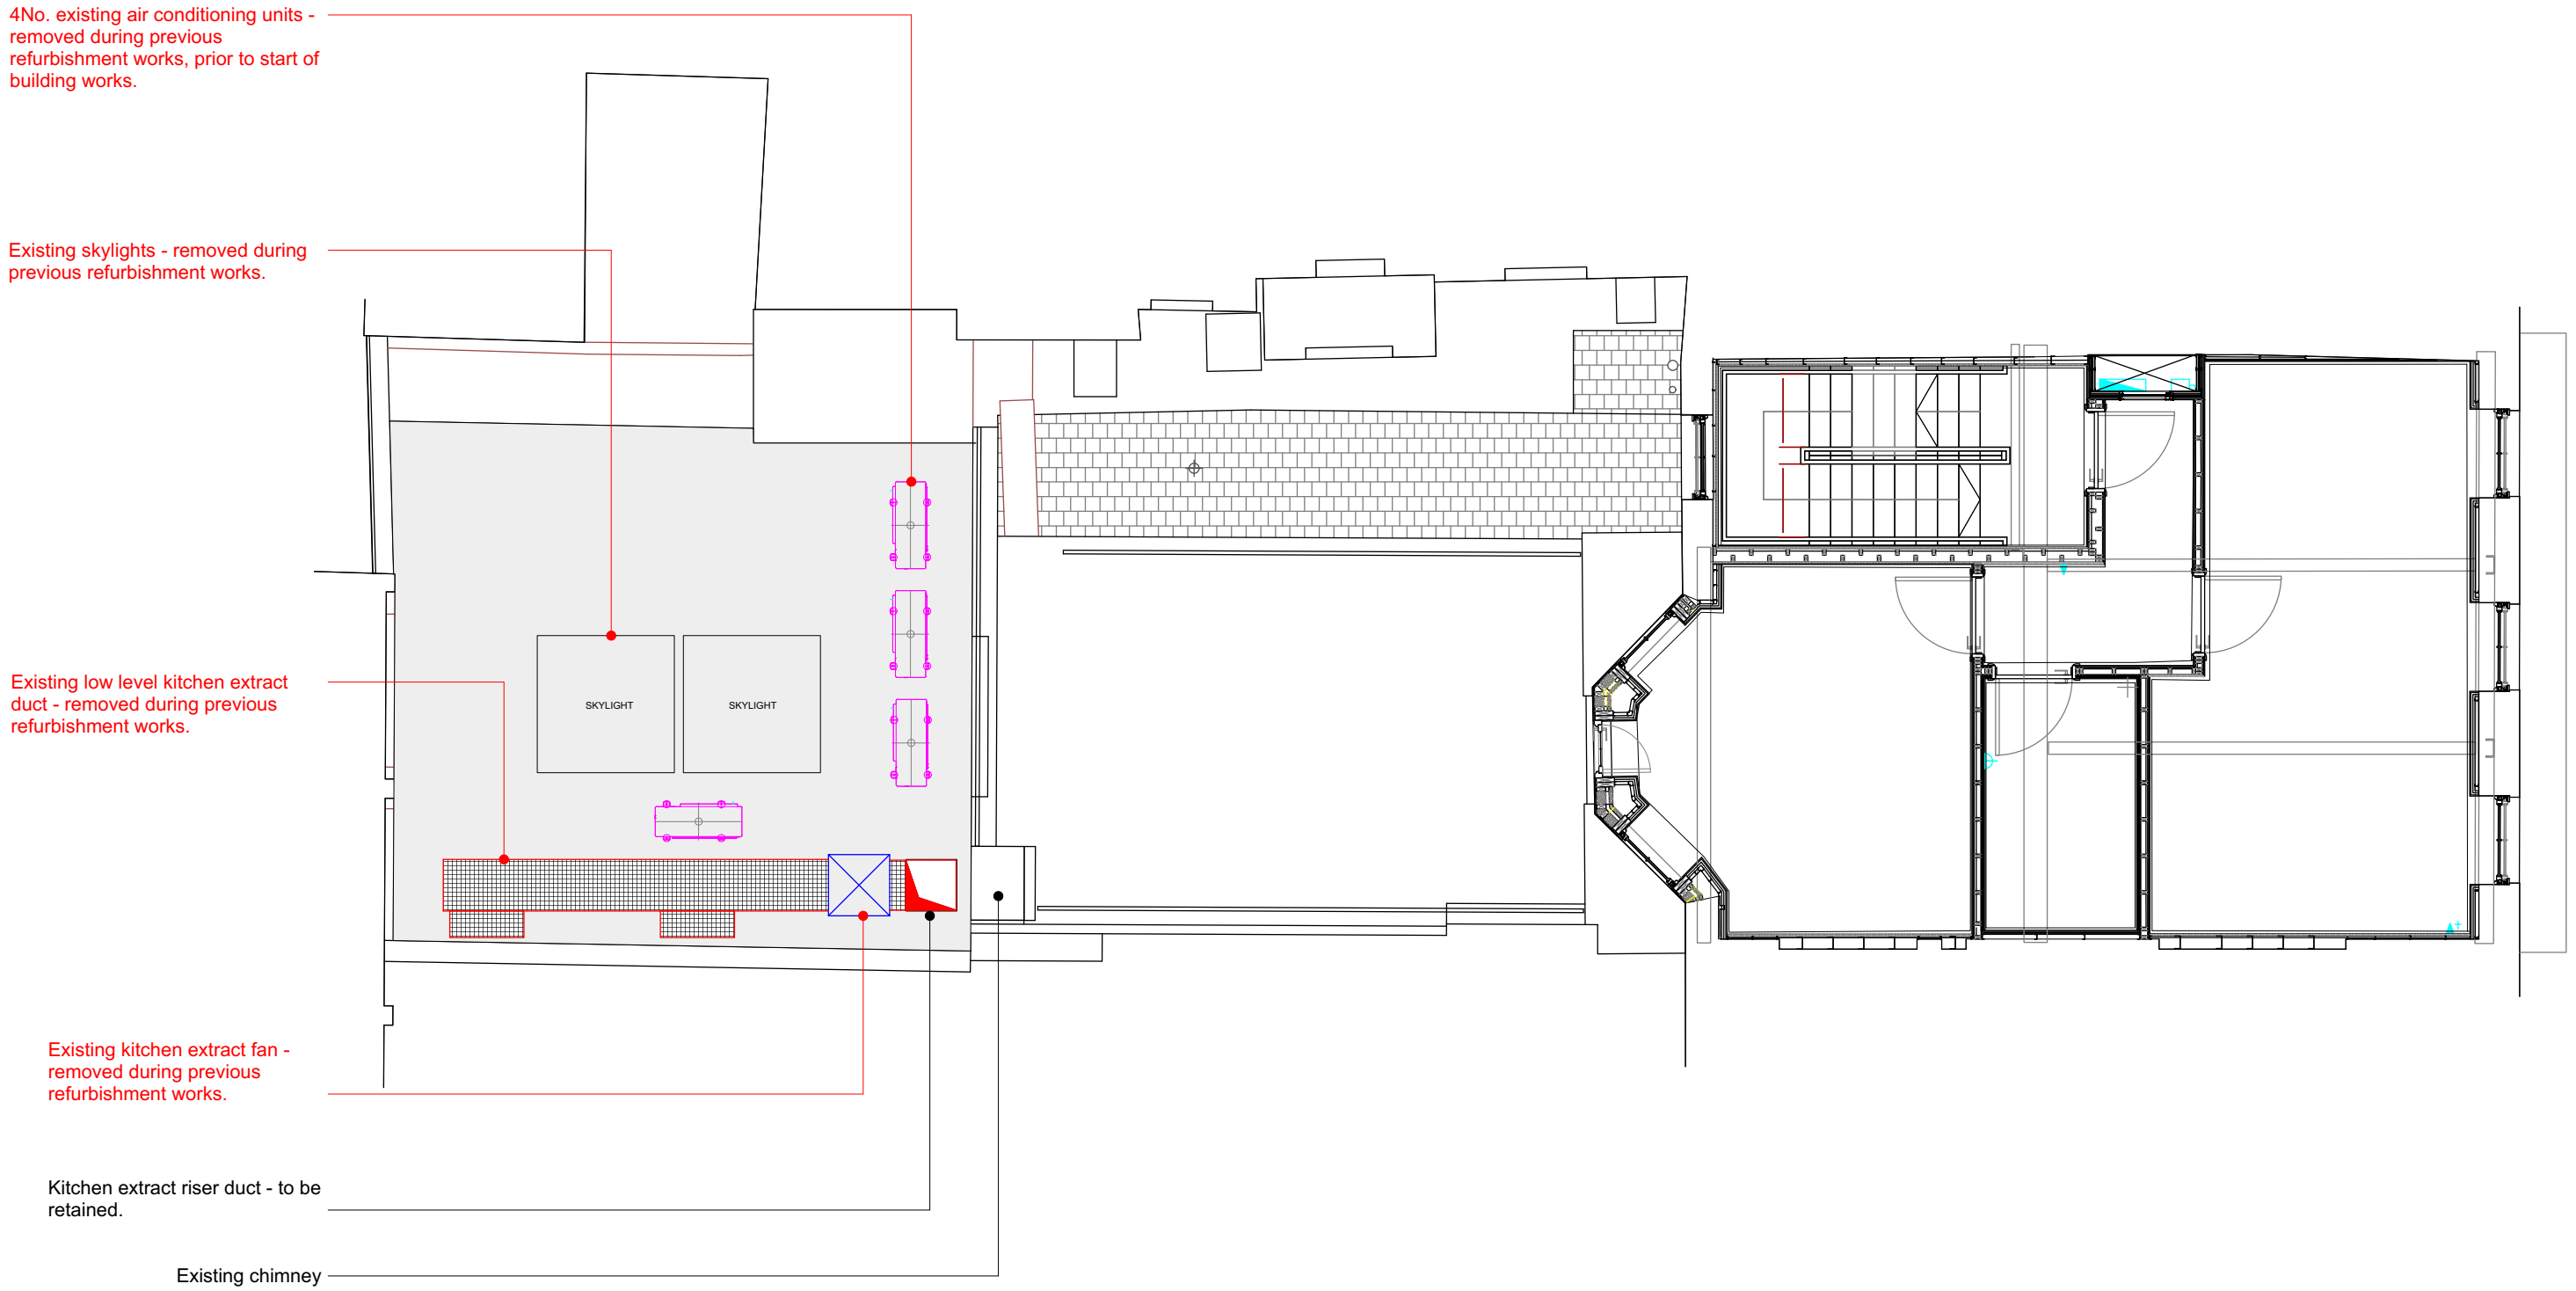 4No. existing air conditioning units -
removed during previous
refurbishment works, prior to start of
building works.
Existing skylights - removed during
previous refurbishment works.
Existing low level kitchen extract
duct - removed during previous
refurbishment works.
SKYLIGHT
SKYLIGHT
Existing kitchen extract fan -
removed during previous
refurbishment works.
Kitchen extract riser duct - to be
retained.
Existing chimney